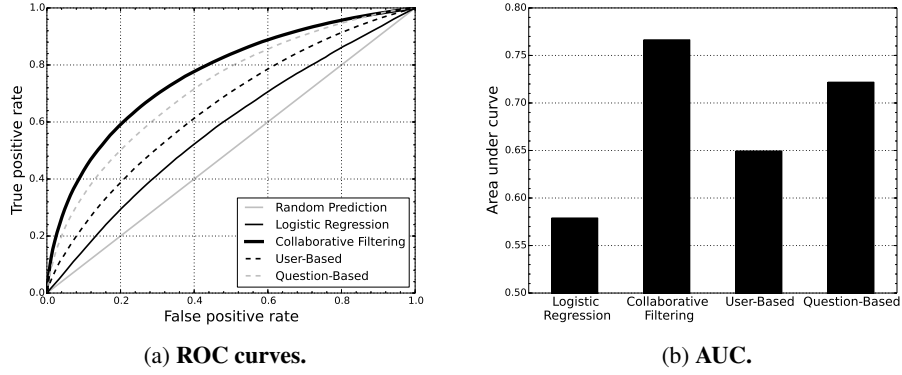 1.0
0.8
0.6
0.4
0.2
0.0
0.0 0.2 0.4 0.6 0.8 1.0
True positive rate
False positive rate
Random Prediction
Logistic Regression
Collaborative Filtering
User-Based
Question-Based
(a) ROC curves.
0.80
0.75
0.70
0.65
0.60
0.55
0.50
Area under curve
Logistic Regression
Collaborative Filtering
User-Based
Question-Based
(b) AUC.